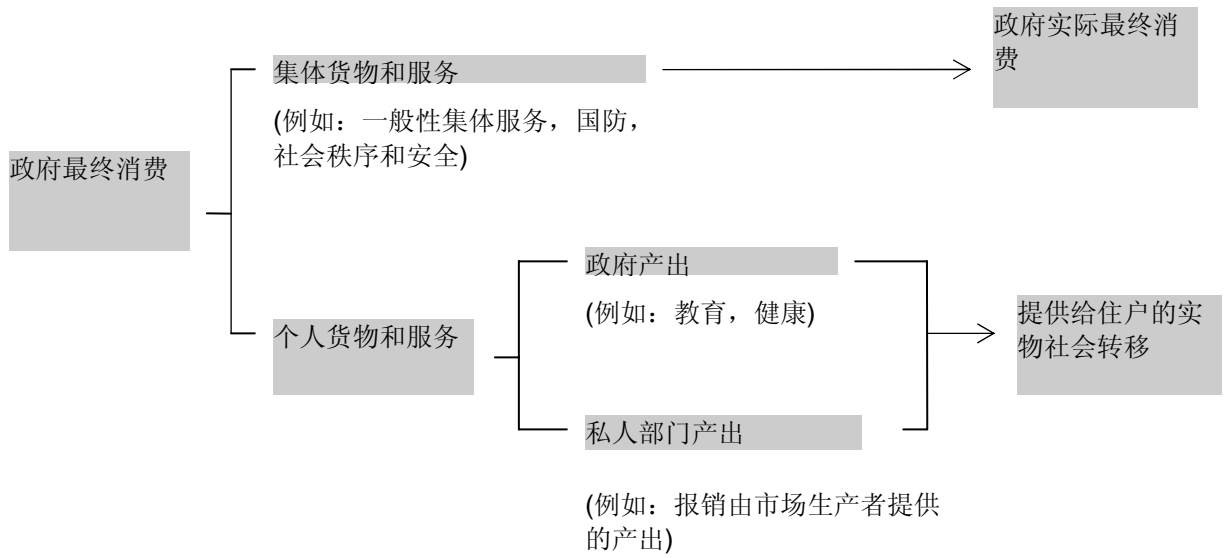 政府实际最终消
费
集体货物和服务
(例如：一般性集体服务，国防，
社会秩序和安全)
政府最终消费
政府产出
(例如：教育，健康)
个人货物和服务
提供给住户的实
物社会转移
私人部门产出
(例如：报销由市场生产者提供
的产出)